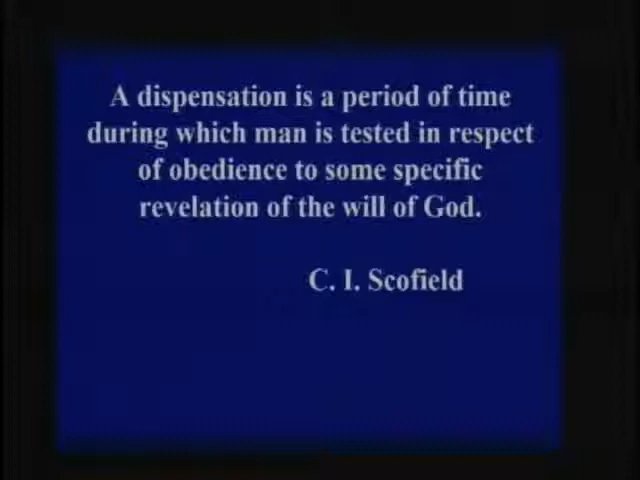 A dispensation is a period of time
during which man is tested in respect
of obedience to some specific
revelation of the will of God.
C. I. Scofield